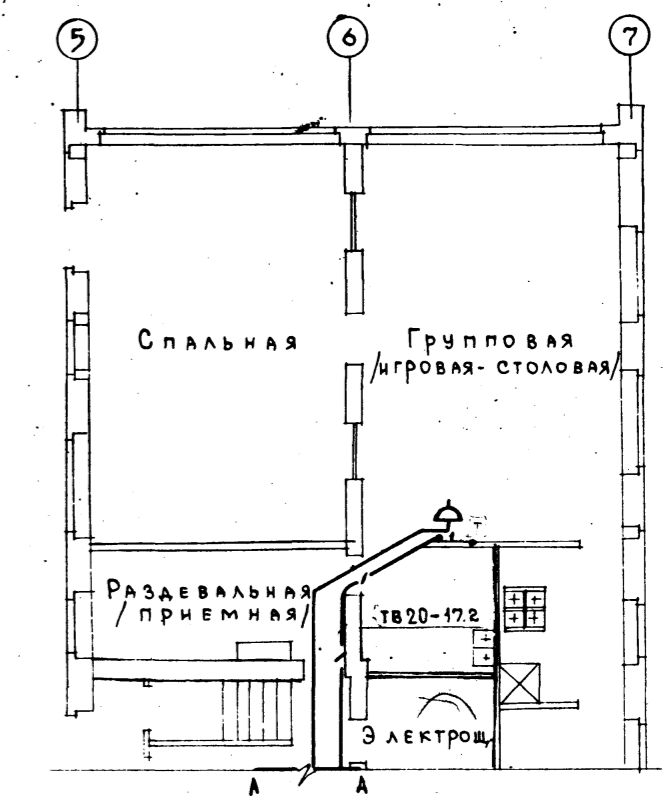 5 6 7
Спальная
Групповая
/игровая-столовая/
Раздевальная
/приемная/
ТВ20-17.2
Электрощ
А А